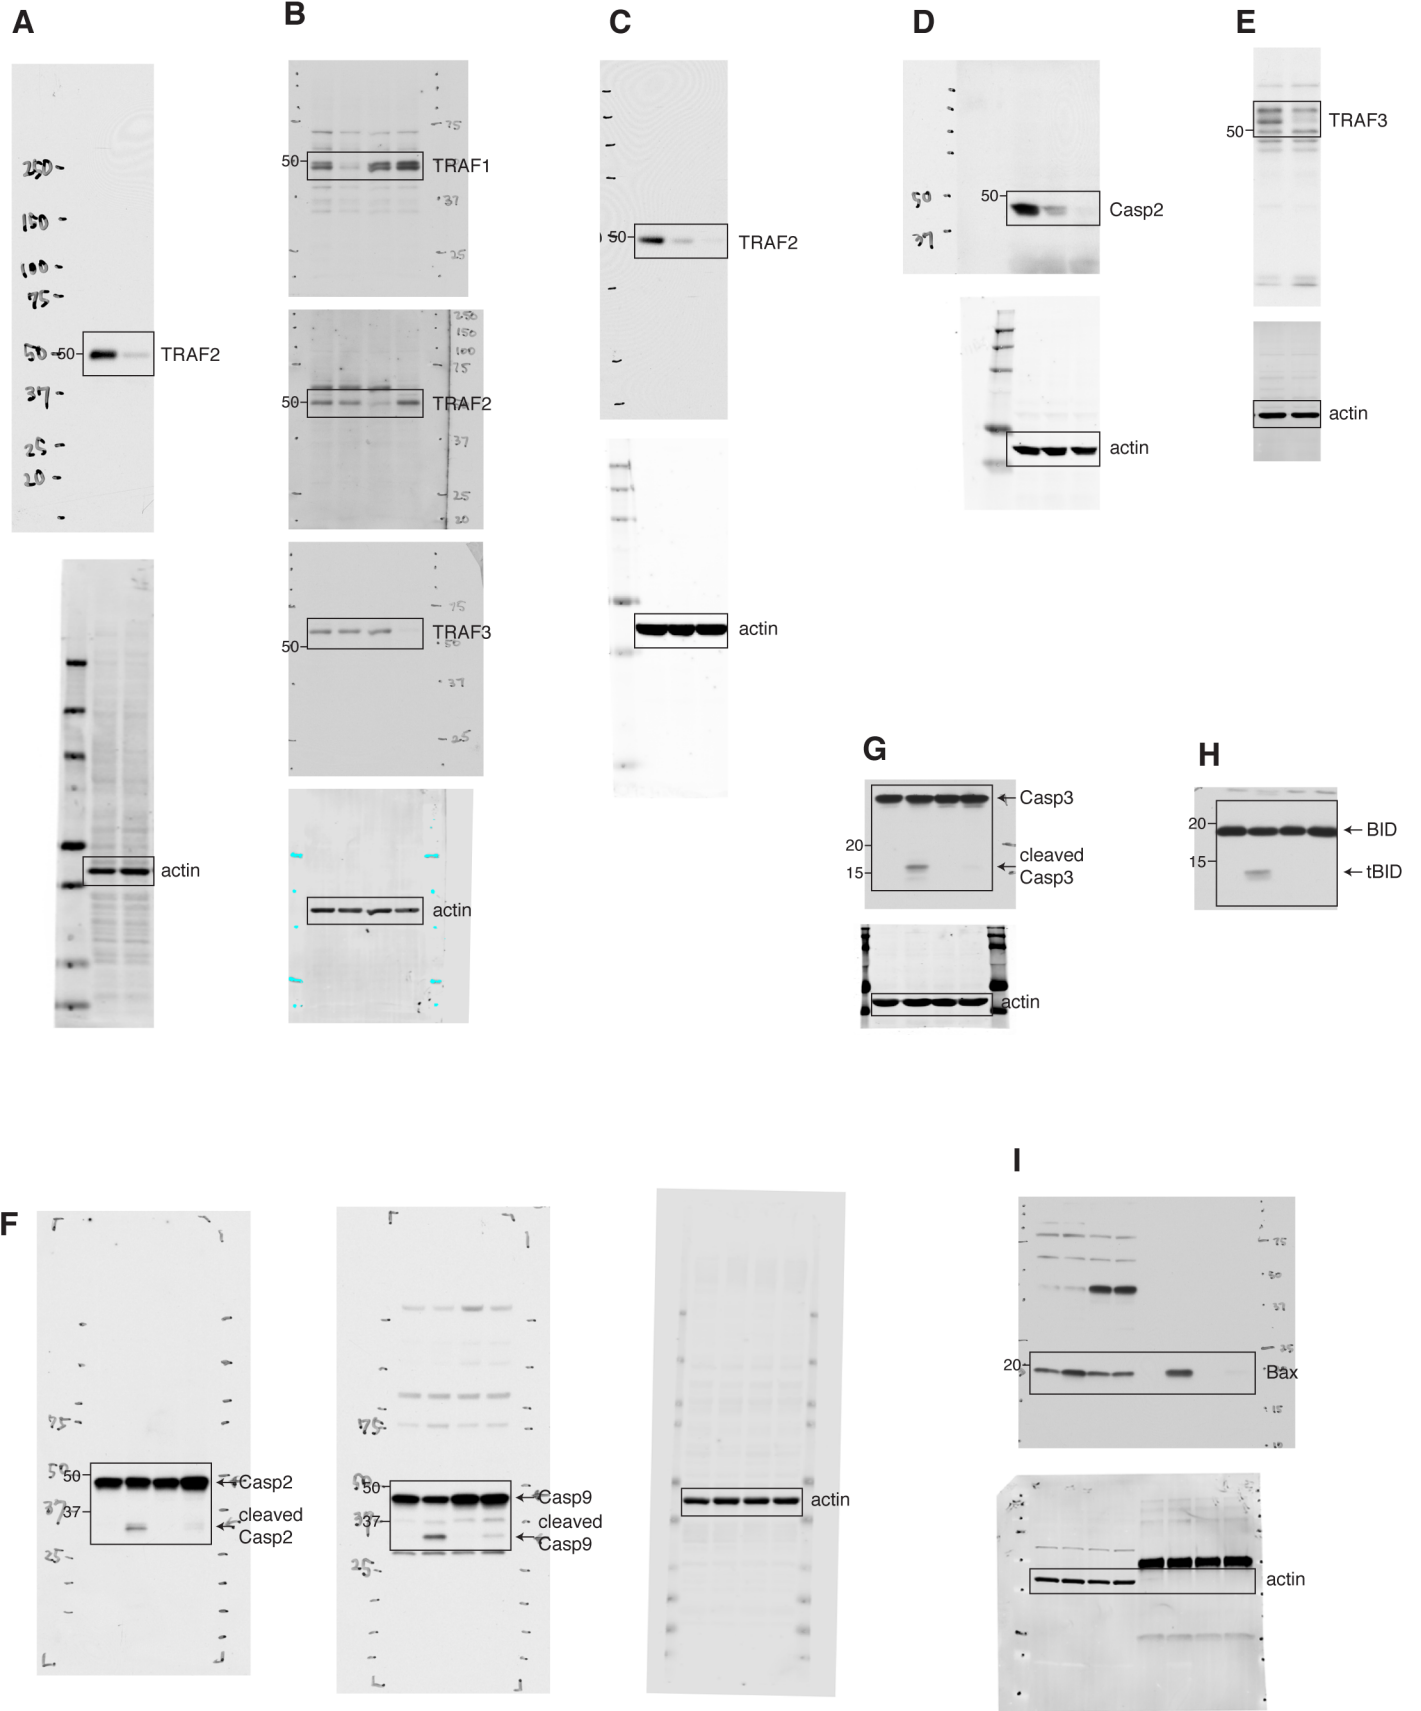 A
250-
150-
100-
75-
50-
50-
TRAF2
37-
25-
20-
actin
B
75
50-
TRAF1
37
25
250
150
100
75
50-
TRAF2
37
25
20
75
TRAF3
50-
50
37
25
actin
C
50-
TRAF2
actin
D
50
50-
Casp2
37
actin
E
50-
TRAF3
actin
G
Casp3
20-
cleaved
Casp3
15-
actin
H
20-
BID
15-
tBID
F
75-
50
50-
Casp2
37
37-
cleaved
Casp2
25-
75
50
50-
Casp9
37-
cleaved
Casp9
25-
actin
I
75
50
37
25
20-
Bax
15
10
actin